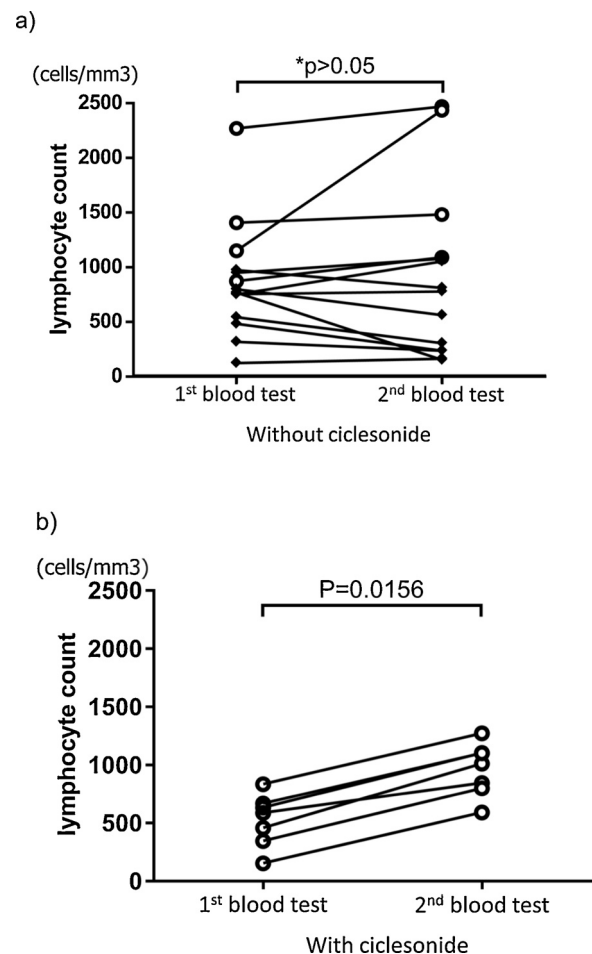 a)
(cells/mm3)
*p>0.05
2500
2000
1500
1000
500
0
lymphocyte count
1st blood test
2nd blood test
Without ciclesonide
b)
(cells/mm3)
P=0.0156
2500
2000
1500
1000
500
0
lymphocyte count
1st blood test
2nd blood test
With ciclesonide